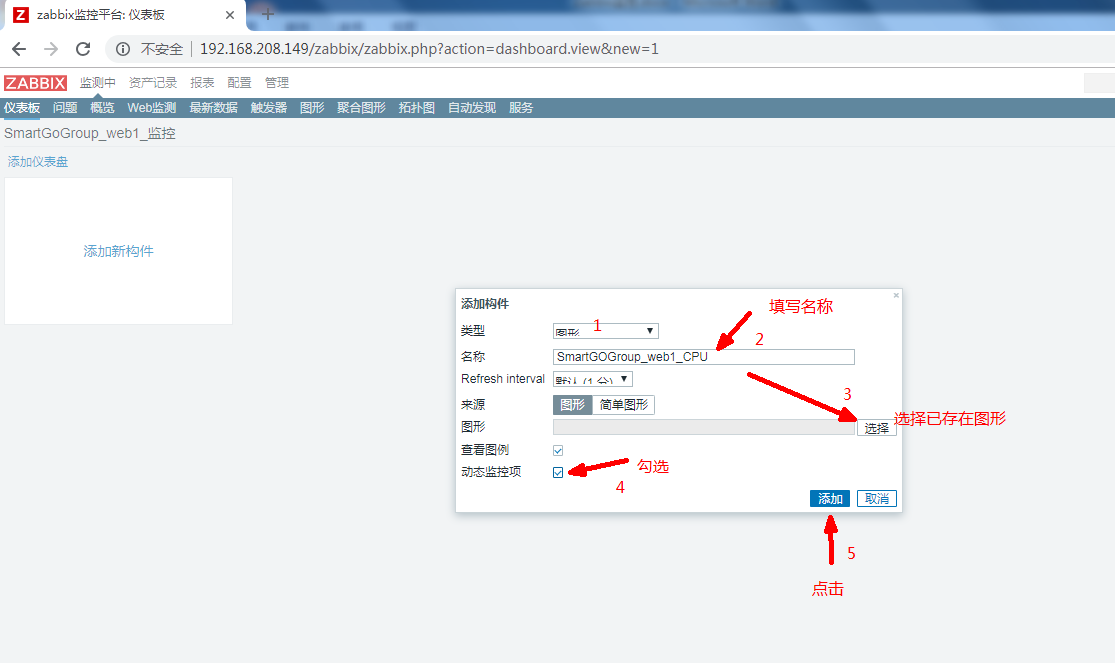 Z zabbix监控平台: 仪表板
不安全 192.168.208.149/zabbix/zabbix.php?action=dashboard.view&new=1
ZABBIX 监测中 资产记录 报表 配置 管理
仪表板 问题 概览 Web监测 最新数据 触发器 图形 聚合图形 拓扑图 自动发现 服务
SmartGoGroup_web1_监控
添加仪表盘
添加新构件
添加构件
填写名称
类型 图形 1
2
名称 SmartGOGroup_web1_CPU
Refresh interval 默认 (1 分)
3
来源 图形 简单图形
选择已存在图形
图形 选择
查看图例
动态监控项 勾选
4
添加 取消
5
点击